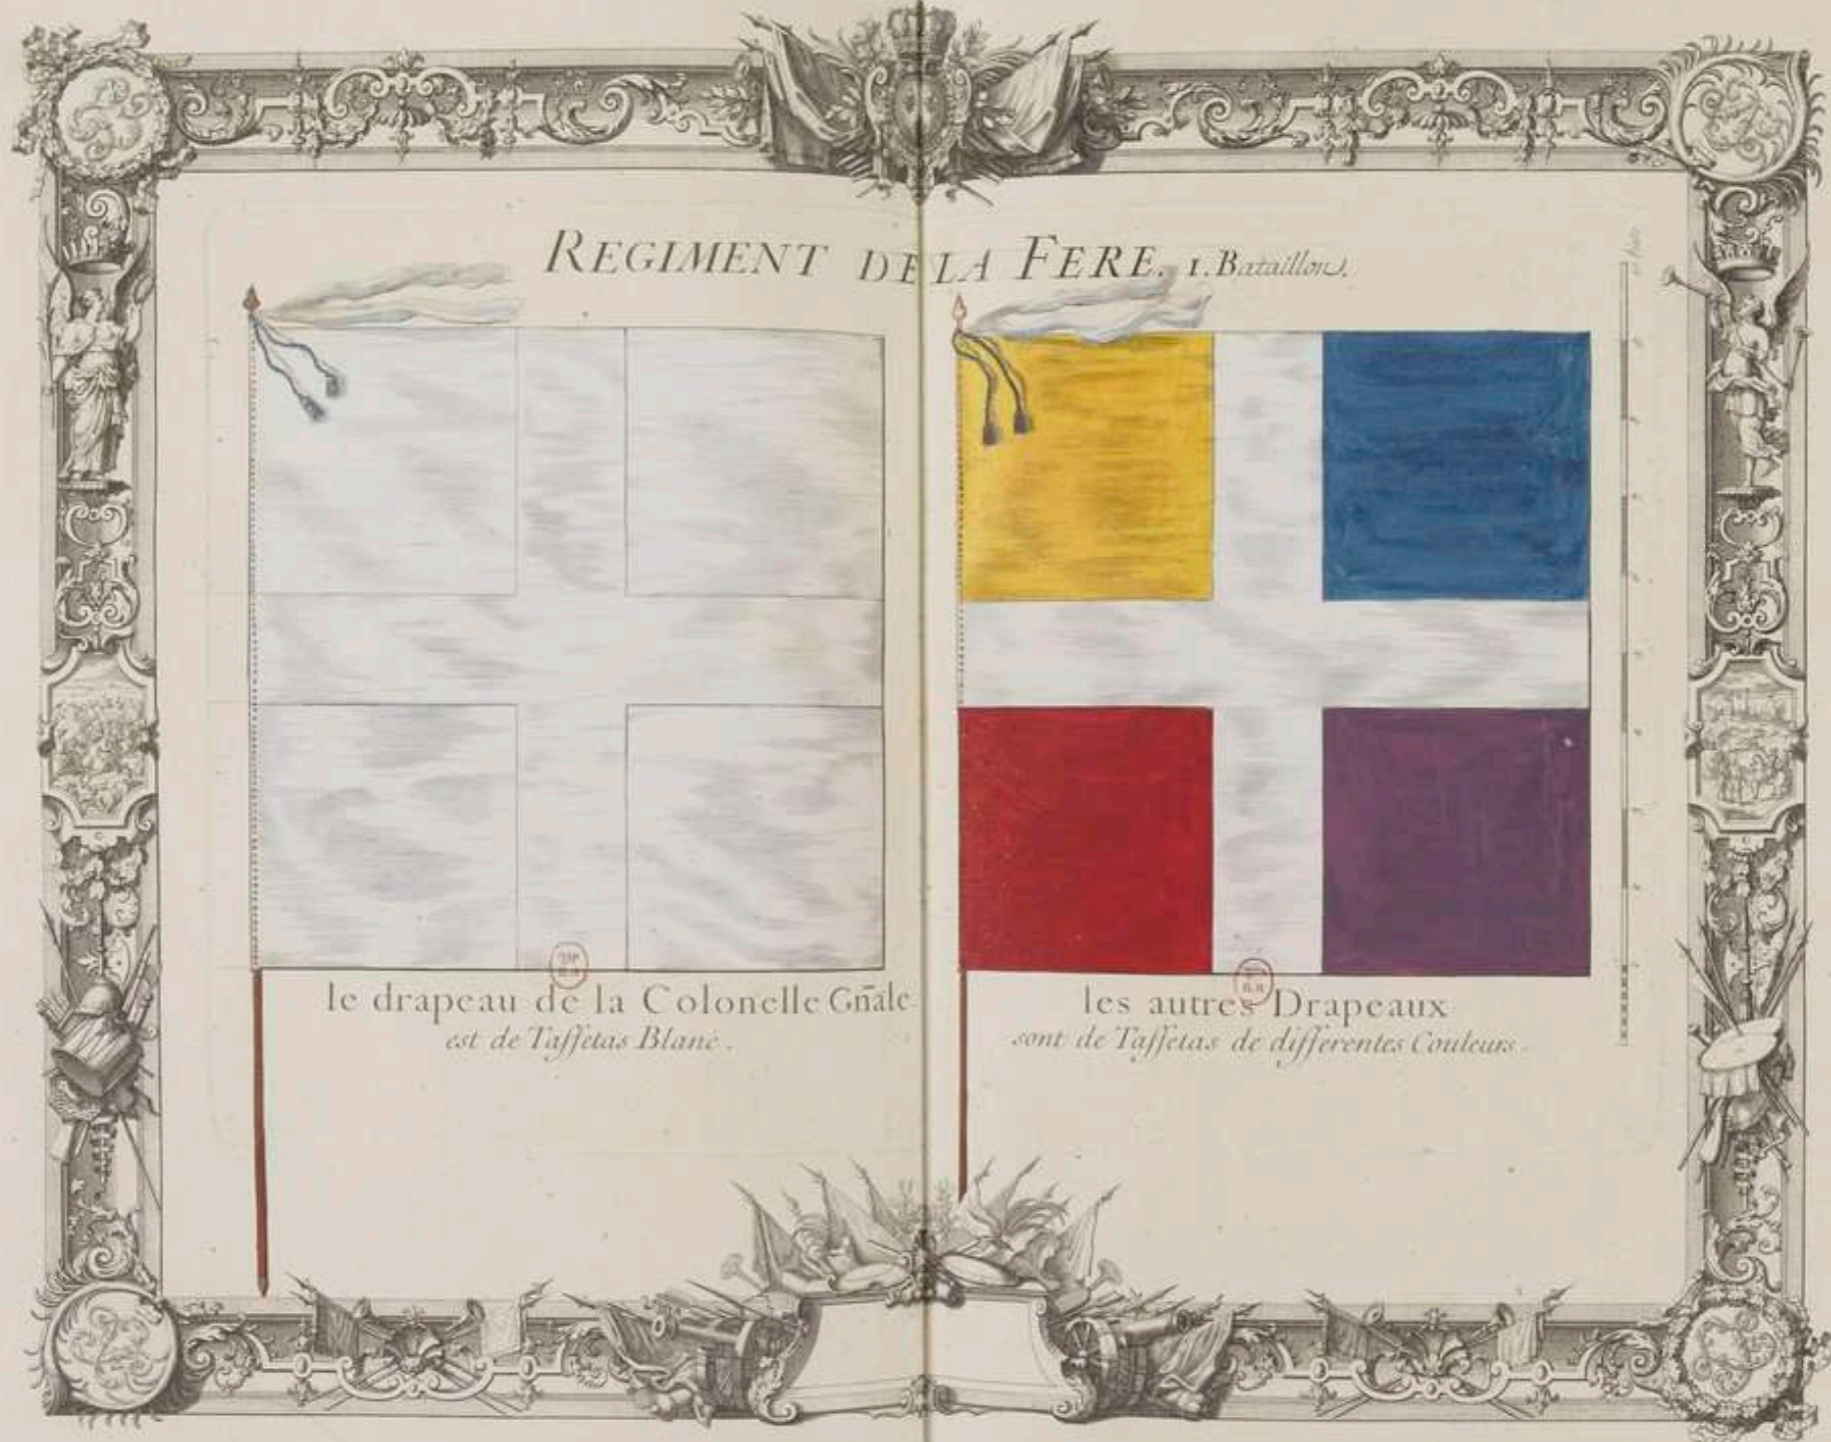 REGIMENT DE LA FERE. 1. Bataillon.
le drapeau de la Colonelle Gñãle
est de Taffetas Blanc.
les autres Drapeaux
sont de Taffetas de differentes Couleurs.